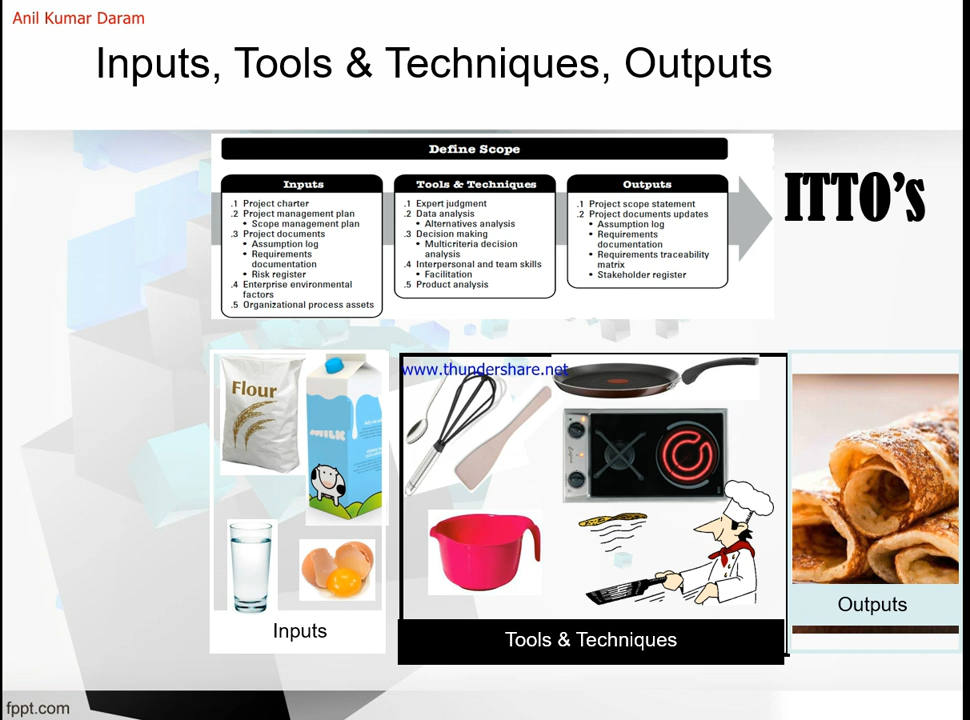 Anil Kumar Daram
Inputs, Tools & Techniques, Outputs
Define Scope
Inputs
.1 Project charter
.2 Project management plan
• Scope management plan
.3 Project documents
• Assumption log
• Requirements
documentation
• Risk register
.4 Enterprise environmental
factors
.5 Organizational process assets
Tools & Techniques
.1 Expert judgment
.2 Data analysis
• Alternatives analysis
.3 Decision making
• Multicriteria decision
analysis
.4 Interpersonal and team skills
• Facilitation
.5 Product analysis
Outputs
.1 Project scope statement
.2 Project documents updates
• Assumption log
• Requirements
documentation
• Requirements traceability
matrix
• Stakeholder register
ITTO's
Flour
MILK
Inputs
www.thundershare.net
Tools & Techniques
Outputs
fppt.com